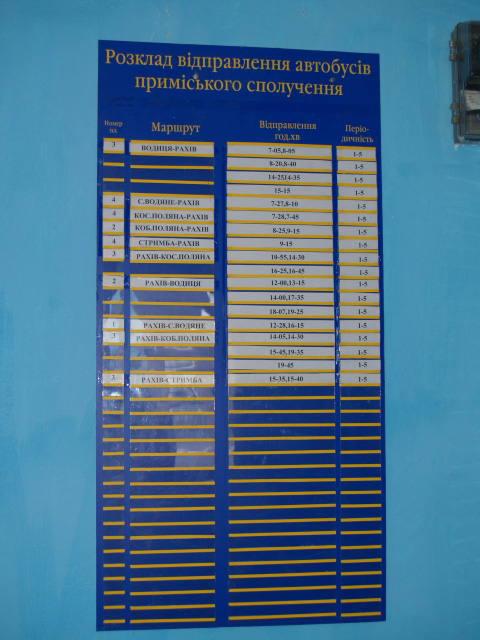 Розклад відправлення автобусів
приміського сполучення
Номер пл. Маршрут Відправлення год.хв Періодичність
3 ВОДИЦЯ-РАХІВ 7-05,8-05 1-5
8-20,8-40 1-5
14-25,14-35 1-5
15-15 1-5
4 С.ВОДЯНЕ-РАХІВ 7-27,8-10 1-5
4 КОС.ПОЛЯНА-РАХІВ 7-28,7-45 1-5
2 КОБ.ПОЛЯНА-РАХІВ 8-25,9-15 1-5
4 СТРИМБА-РАХІВ 9-15 1-5
3 РАХІВ-КОС.ПОЛЯНА 10-55,14-30 1-5
16-25,16-45 1-5
2 РАХІВ-ВОДИЦЯ 12-00,13-15 1-5
14-00,17-35 1-5
18-07,19-25 1-5
1 РАХІВ-С.ВОДЯНЕ 12-28,16-15 1-5
3 РАХІВ-КОБ.ПОЛЯНА 14-05,14-30 1-5
15-45,19-35 1-5
19-45 1-5
3 РАХІВ-СТРИМБА 15-35,15-40 1-5